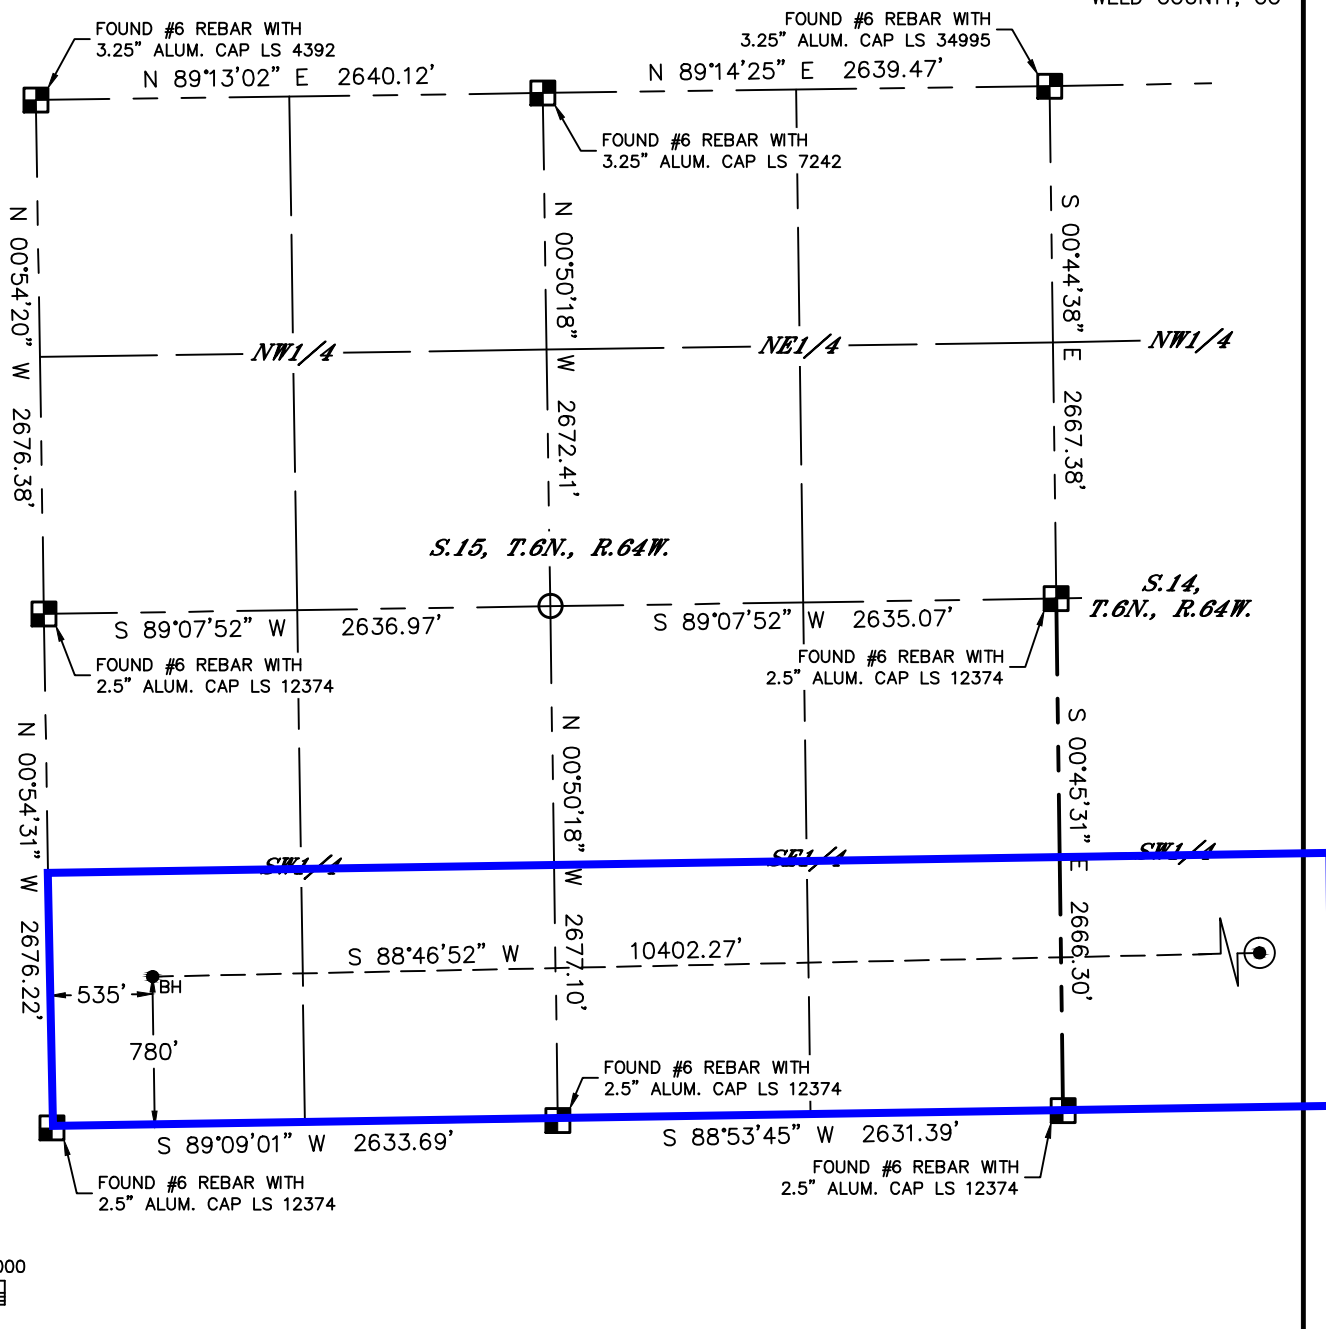 FOUND #6 REBAR WITH
3.25" ALUM. CAP LS 4392
N 89°13'02" E 2640.12'
FOUND #6 REBAR WITH
3.25" ALUM. CAP LS 34995
N 89°14'25" E 2639.47'
FOUND #6 REBAR WITH
3.25" ALUM. CAP LS 7242
N 00°54'20" W 2676.38'
N 00°50'18" W 2672.41'
S 00°44'38" E 2667.38'
NW1/4
NE1/4
NW1/4
S.15, T.6N., R.64W.
S.14,
T.6N., R.64W.
S 89°07'52" W 2636.97'
S 89°07'52" W 2635.07'
FOUND #6 REBAR WITH
2.5" ALUM. CAP LS 12374
FOUND #6 REBAR WITH
2.5" ALUM. CAP LS 12374
N 00°54'31" W 2676.22'
N 00°50'18" W 2677.10'
S 00°45'31" E 2666.30'
SW1/4
SE1/4
SW1/4
S 88°46'52" W 10402.27'
BH
535'
780'
FOUND #6 REBAR WITH
2.5" ALUM. CAP LS 12374
S 89°09'01" W 2633.69'
S 88°53'45" W 2631.39'
FOUND #6 REBAR WITH
2.5" ALUM. CAP LS 12374
FOUND #6 REBAR WITH
2.5" ALUM. CAP LS 12374
000